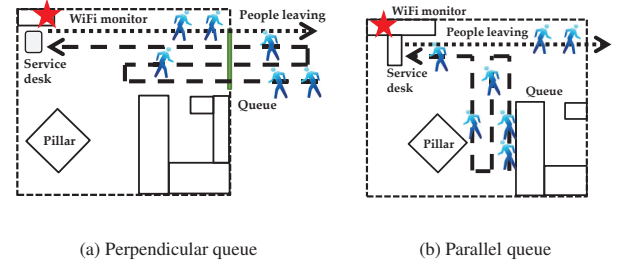 WiFi monitor
People leaving
Service
desk
Queue
Pillar
(a) Perpendicular queue
WiFi monitor
People leaving
Service
desk
Queue
Pillar
(b) Parallel queue